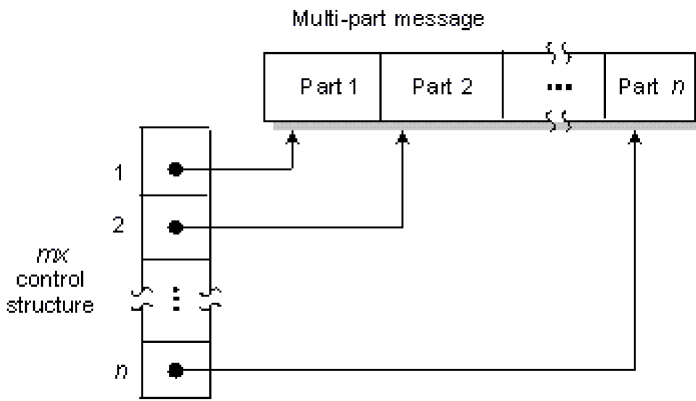 Multi-part message
Part 1 Part 2 ... Part n
1
2
mx
control
structure
...
n